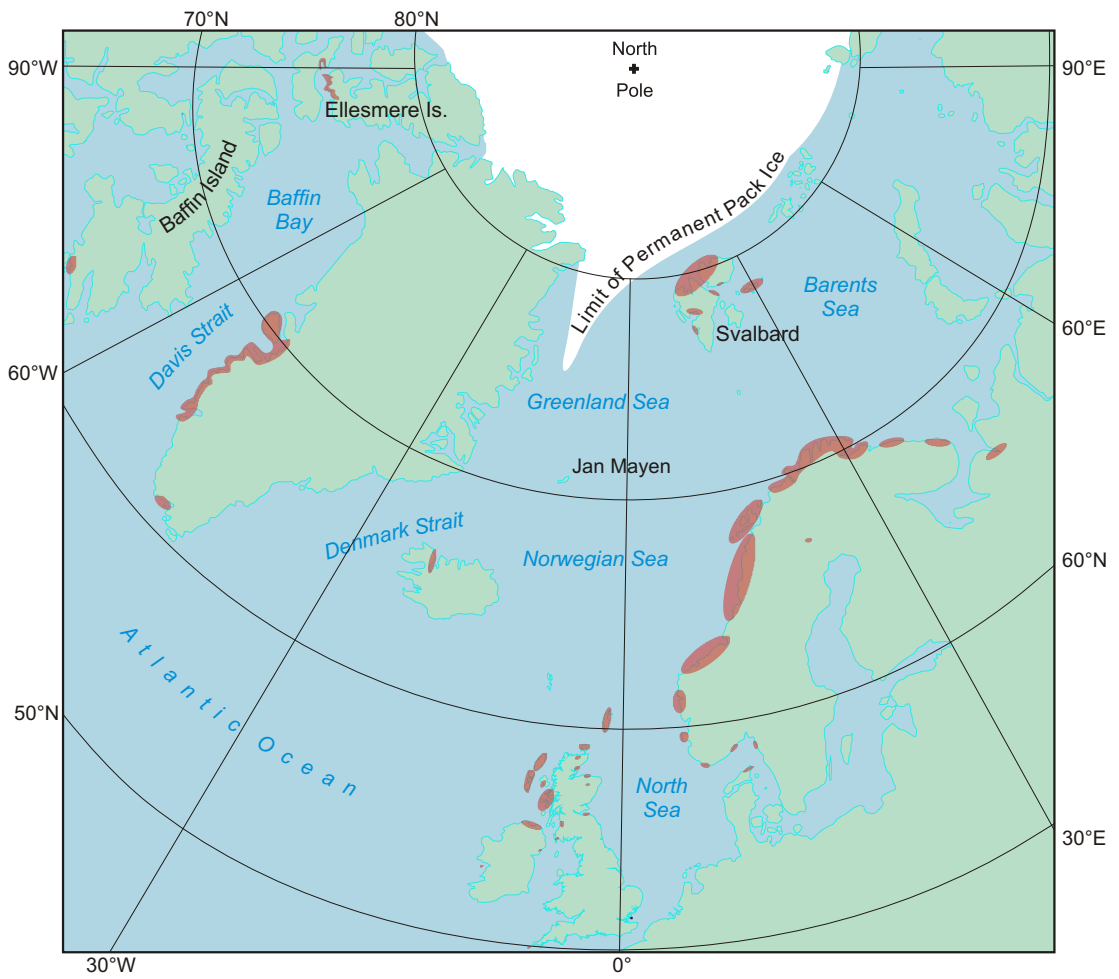 70°N
80°N
90°W
North
Pole
90°E
Ellesmere Is.
Baffin Island
Baffin
Bay
Limit of Permanent Pack Ice
Barents
Sea
Davis Strait
Svalbard
60°E
60°W
Greenland Sea
Jan Mayen
Denmark Strait
Norwegian Sea
60°N
Atlantic Ocean
50°N
North
Sea
30°E
30°W
0°